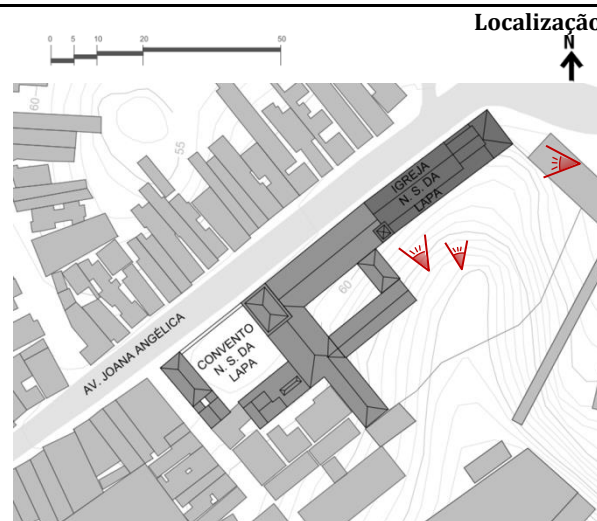 Localização
0 5 10 20 50
N
60
55
IGREJA
N. S. DA
LAPA
60
CONVENTO
N. S. DA
LAPA
AV. JOANA ANGÉLICA